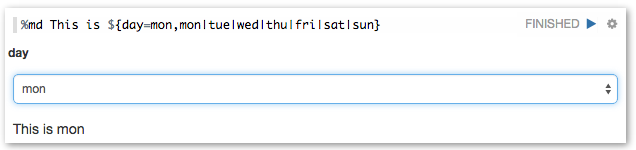 %md This is ${day=mon,mon|tue|wed|thu|fri|sat|sun}
FINISHED
day
mon
This is mon